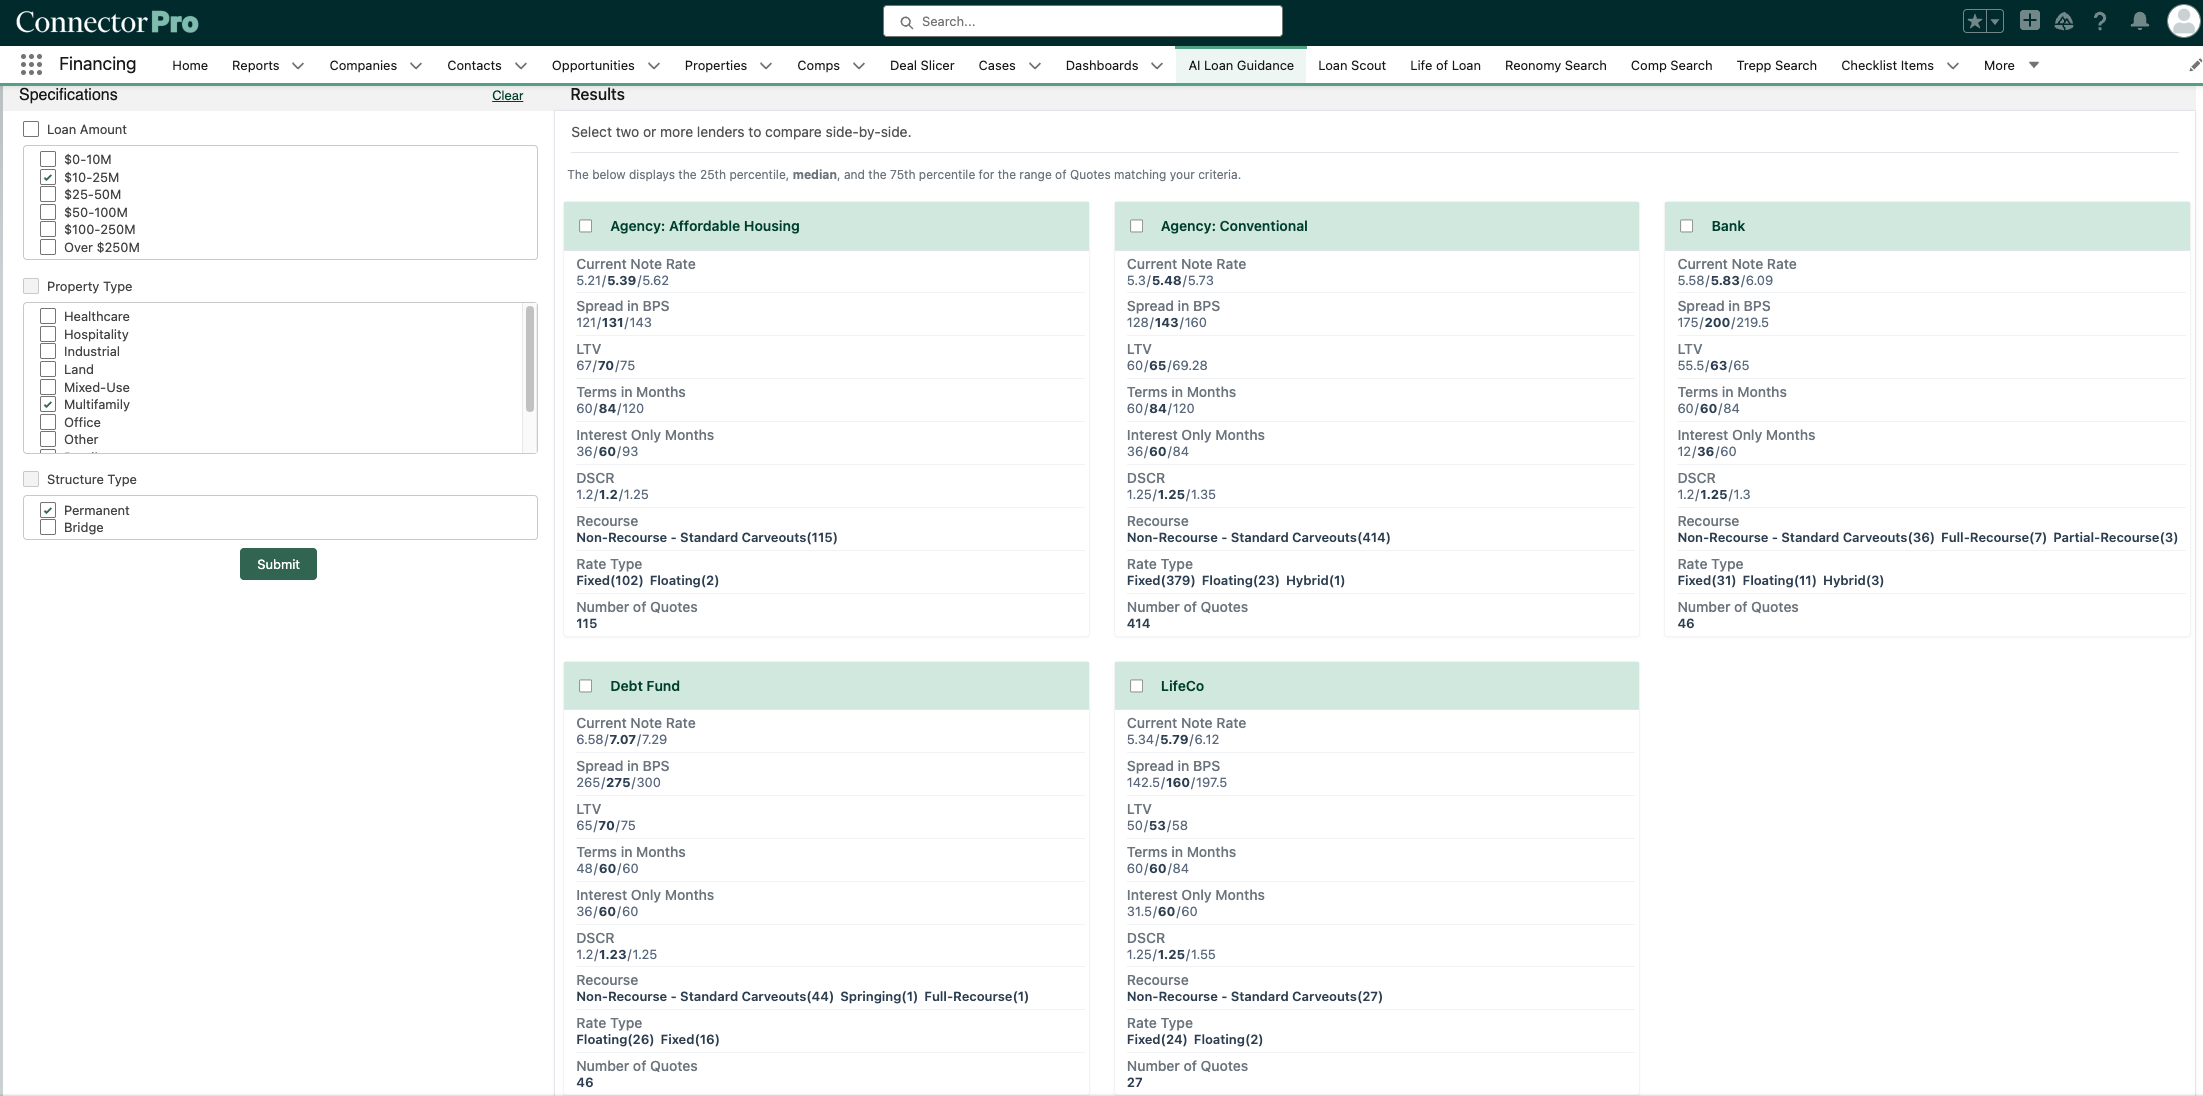 ConnectorPro
Search...
Financing
Home
Reports
Companies
Contacts
Opportunities
Properties
Comps
Deal Slicer
Cases
Dashboards
AI Loan Guidance
Loan Scout
Life of Loan
Reonomy Search
Comp Search
Trepp Search
Checklist Items
More
Specifications
Clear
Loan Amount
$0-10M
$10-25M
$25-50M
$50-100M
$100-250M
Over $250M
Property Type
Healthcare
Hospitality
Industrial
Land
Mixed-Use
Multifamily
Office
Other
Structure Type
Permanent
Bridge
Submit
Results
Select two or more lenders to compare side-by-side.
The below displays the 25th percentile, median, and the 75th percentile for the range of Quotes matching your criteria.
Agency: Affordable Housing
Current Note Rate
5.21/5.39/5.62
Spread in BPS
121/131/143
LTV
67/70/75
Terms in Months
60/84/120
Interest Only Months
36/60/93
DSCR
1.2/1.2/1.25
Recourse
Non-Recourse - Standard Carveouts(115)
Rate Type
Fixed(102) Floating(2)
Number of Quotes
115
Agency: Conventional
Current Note Rate
5.3/5.48/5.73
Spread in BPS
128/143/160
LTV
60/65/69.28
Terms in Months
60/84/120
Interest Only Months
36/60/84
DSCR
1.25/1.25/1.35
Recourse
Non-Recourse - Standard Carveouts(414)
Rate Type
Fixed(379) Floating(23) Hybrid(1)
Number of Quotes
414
Bank
Current Note Rate
5.58/5.83/6.09
Spread in BPS
175/200/219.5
LTV
55.5/63/65
Terms in Months
60/60/84
Interest Only Months
12/36/60
DSCR
1.2/1.25/1.3
Recourse
Non-Recourse - Standard Carveouts(36) Full-Recourse(7) Partial-Recourse(3)
Rate Type
Fixed(31) Floating(11) Hybrid(3)
Number of Quotes
46
Debt Fund
Current Note Rate
6.58/7.07/7.29
Spread in BPS
265/275/300
LTV
65/70/75
Terms in Months
48/60/60
Interest Only Months
36/60/60
DSCR
1.2/1.23/1.25
Recourse
Non-Recourse - Standard Carveouts(44) Springing(1) Full-Recourse(1)
Rate Type
Floating(26) Fixed(16)
Number of Quotes
46
LifeCo
Current Note Rate
5.34/5.79/6.12
Spread in BPS
142.5/160/197.5
LTV
50/53/58
Terms in Months
60/60/84
Interest Only Months
31.5/60/60
DSCR
1.25/1.25/1.55
Recourse
Non-Recourse - Standard Carveouts(27)
Rate Type
Fixed(24) Floating(2)
Number of Quotes
27